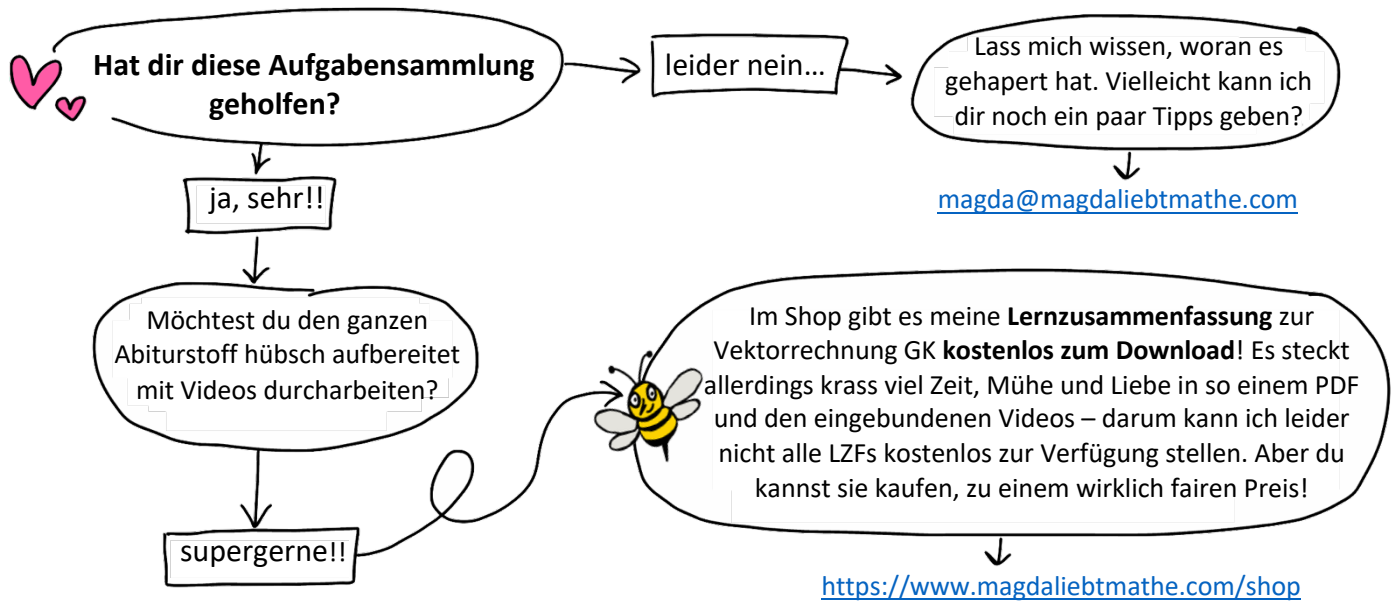 Hat dir diese Aufgabensammlung
geholfen?
leider nein…
Lass mich wissen, woran es
gehapert hat. Vielleicht kann ich
dir noch ein paar Tipps geben?
magda@magdaliebtmathe.com
ja, sehr!!
Möchtest du den ganzen
Abiturstoff hübsch aufbereitet
mit Videos durcharbeiten?
supergerne!!
Im Shop gibt es meine Lernzusammenfassung zur
Vektorrechnung GK kostenlos zum Download! Es steckt
allerdings krass viel Zeit, Mühe und Liebe in so einem PDF
und den eingebundenen Videos – darum kann ich leider
nicht alle LZFs kostenlos zur Verfügung stellen. Aber du
kannst sie kaufen, zu einem wirklich fairen Preis!
https://www.magdaliebtmathe.com/shop